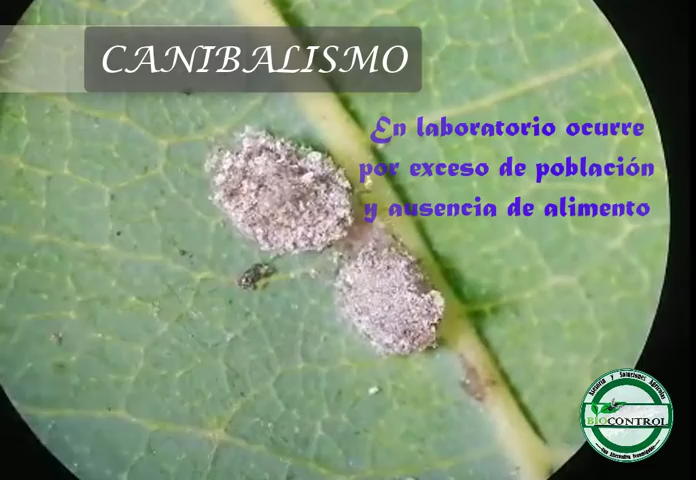 CANIBALISMO
En laboratorio ocurre
por exceso de población
y ausencia de alimento
BIOCONTROL